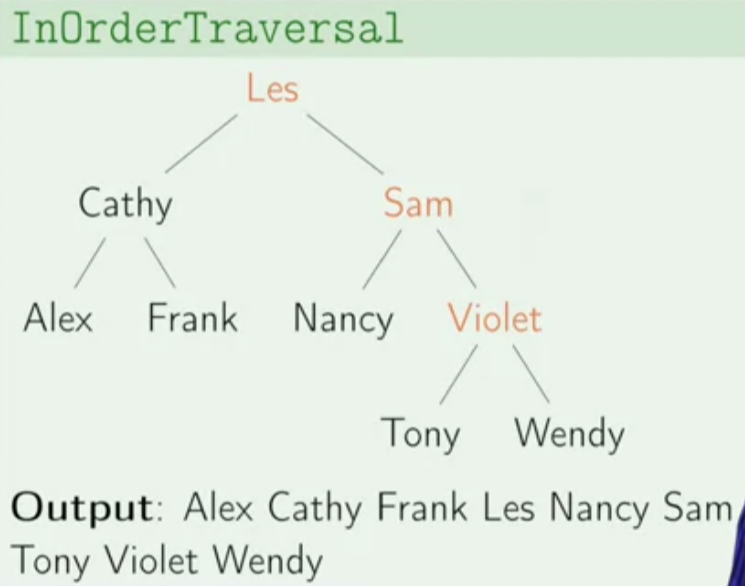 InOrderTraversal
Les
Cathy Sam
Alex Frank Nancy Violet
Tony Wendy
Output: Alex Cathy Frank Les Nancy Sam
Tony Violet Wendy